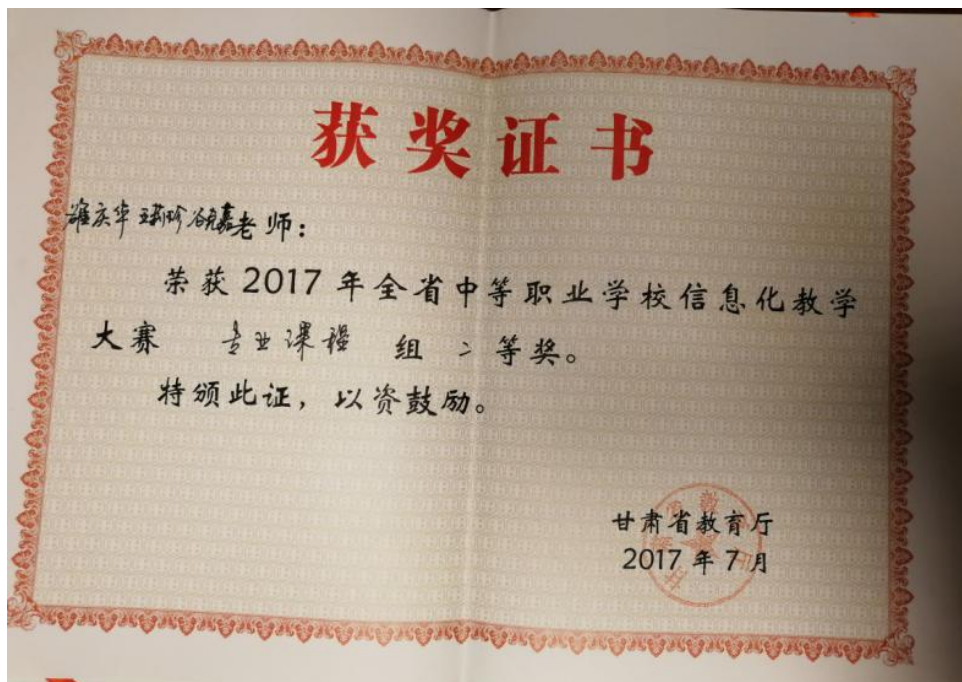 获奖证书
雒庆华 老师：
荣获2017年全省中等职业学校信息化教学
大赛 专业课程 组 二等奖。
特颁此证，以资鼓励。
甘肃省教育厅
2017年7月